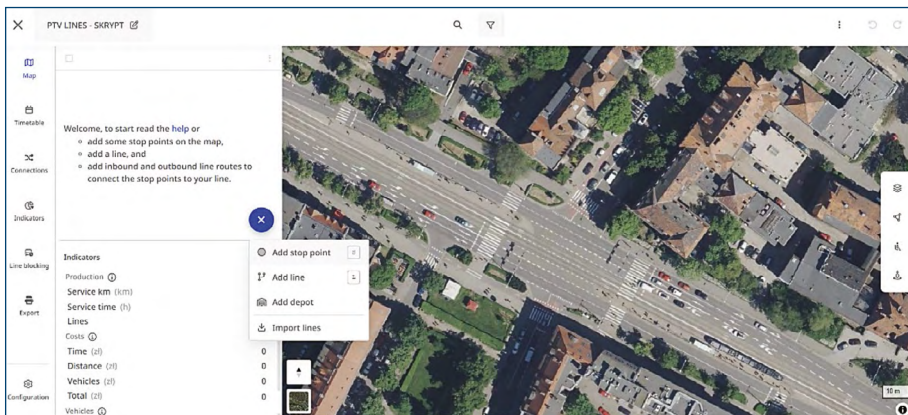 PTV LINES - SKRYPT
Map
Timetable
Connections
Indicators
Line blocking
Export
Configuration
Welcome, to start read the help or
add some stop points on the map,
add a line, and
add inbound and outbound line routes to
connect the stop points to your line.
Add stop point
Add line
Add depot
Import lines
Indicators
Production
Service km (km)
Service time (h)
Lines
Costs
Time (zł) 0
Distance (zł) 0
Vehicles (zł) 0
Total (zł) 0
Vehicles
10 m